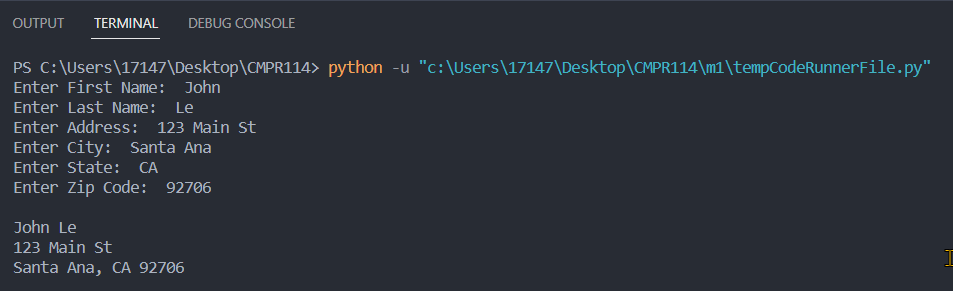 OUTPUT TERMINAL DEBUG CONSOLE
PS C:\Users\17147\Desktop\CMPR114> python -u "c:\Users\17147\Desktop\CMPR114\m1\tempCodeRunnerFile.py"
Enter First Name:  John
Enter Last Name:  Le
Enter Address:  123 Main St
Enter City:  Santa Ana
Enter State:  CA
Enter Zip Code:  92706
John Le
123 Main St
Santa Ana, CA 92706